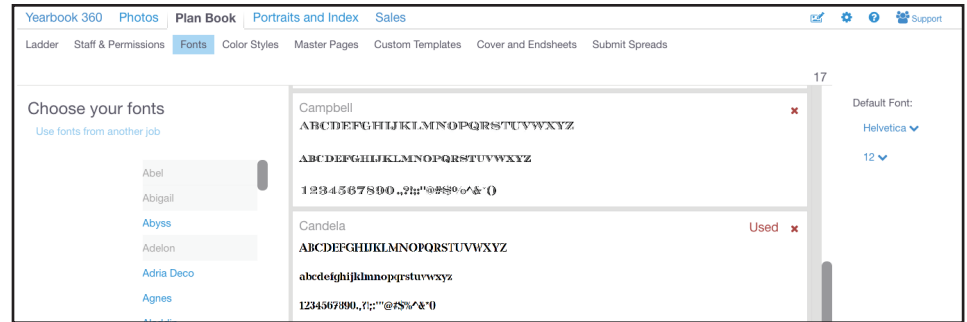 Yearbook 360 Photos Plan Book Portraits and Index Sales Support
Ladder Staff & Permissions Fonts Color Styles Master Pages Custom Templates Cover and Endsheets Submit Spreads
17
Choose your fonts
Use fonts from another job
Abel
Abigail
Abyss
Adelon
Adria Deco
Agnes
Campbell
ABCDEFGHIJKLMNOPQRSTUVWXYZ
ABCDEFGHIJKLMNOPQRSTUVWXYZ
1234567890.,?!;:"@#$%^&*()
Candela
Used
ABCDEFGHIJKLMNOPQRSTUVWXYZ
abcdefghijklmnopqrstuvwxyz
1234567890.,?!;:'"@#$%^&*()
Default Font:
Helvetica
12